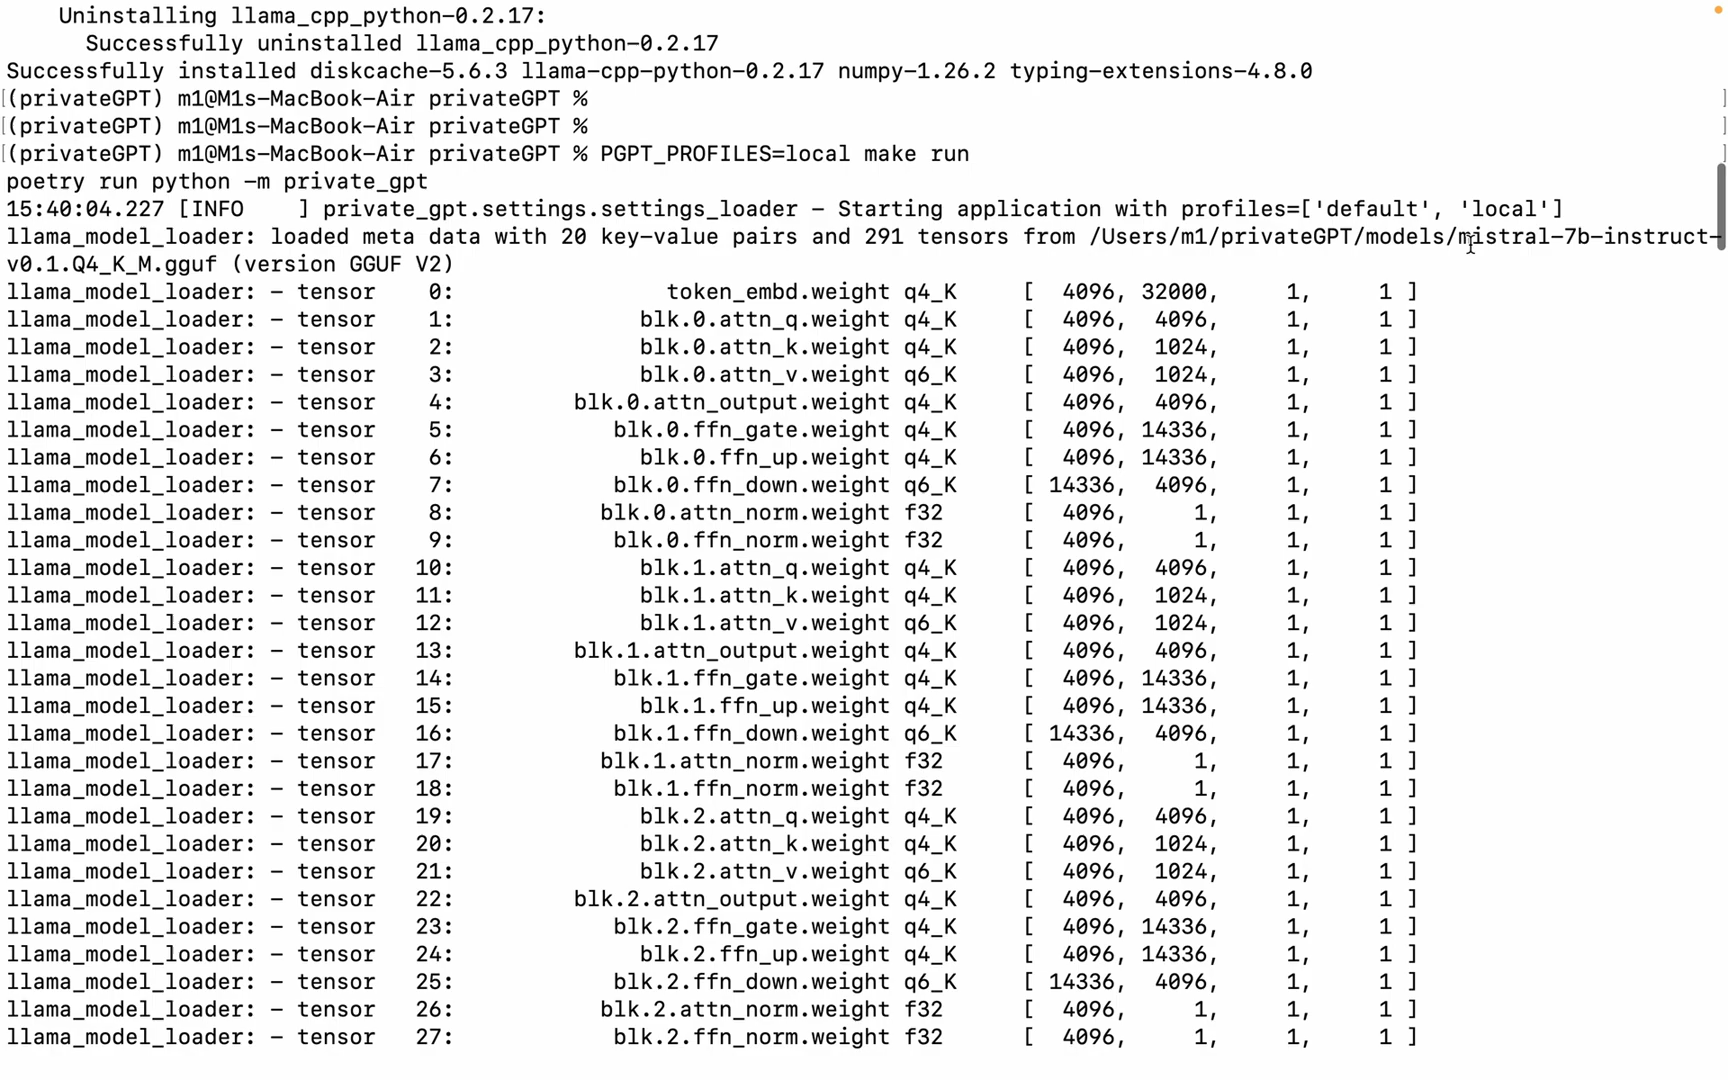 Uninstalling llama_cpp_python-0.2.17:
Successfully uninstalled llama_cpp_python-0.2.17
Successfully installed diskcache-5.6.3 llama-cpp-python-0.2.17 numpy-1.26.2 typing-extensions-4.8.0
[(privateGPT) m1@M1s-MacBook-Air privateGPT % ]
[(privateGPT) m1@M1s-MacBook-Air privateGPT % ]
[(privateGPT) m1@M1s-MacBook-Air privateGPT % PGPT_PROFILES=local make run ]
poetry run python -m private_gpt
15:40:04.227 [INFO    ] private_gpt.settings.settings_loader - Starting application with profiles=['default', 'local']
llama_model_loader: loaded meta data with 20 key-value pairs and 291 tensors from /Users/m1/privateGPT/models/mistral-7b-instruct-
v0.1.Q4_K_M.gguf (version GGUF V2)
llama_model_loader: - tensor    0:                token_embd.weight q4_K     [  4096, 32000,     1,     1 ]
llama_model_loader: - tensor    1:              blk.0.attn_q.weight q4_K     [  4096,  4096,     1,     1 ]
llama_model_loader: - tensor    2:              blk.0.attn_k.weight q4_K     [  4096,  1024,     1,     1 ]
llama_model_loader: - tensor    3:              blk.0.attn_v.weight q6_K     [  4096,  1024,     1,     1 ]
llama_model_loader: - tensor    4:         blk.0.attn_output.weight q4_K     [  4096,  4096,     1,     1 ]
llama_model_loader: - tensor    5:            blk.0.ffn_gate.weight q4_K     [  4096, 14336,     1,     1 ]
llama_model_loader: - tensor    6:              blk.0.ffn_up.weight q4_K     [  4096, 14336,     1,     1 ]
llama_model_loader: - tensor    7:            blk.0.ffn_down.weight q6_K     [ 14336,  4096,     1,     1 ]
llama_model_loader: - tensor    8:           blk.0.attn_norm.weight f32      [  4096,     1,     1,     1 ]
llama_model_loader: - tensor    9:            blk.0.ffn_norm.weight f32      [  4096,     1,     1,     1 ]
llama_model_loader: - tensor   10:              blk.1.attn_q.weight q4_K     [  4096,  4096,     1,     1 ]
llama_model_loader: - tensor   11:              blk.1.attn_k.weight q4_K     [  4096,  1024,     1,     1 ]
llama_model_loader: - tensor   12:              blk.1.attn_v.weight q6_K     [  4096,  1024,     1,     1 ]
llama_model_loader: - tensor   13:         blk.1.attn_output.weight q4_K     [  4096,  4096,     1,     1 ]
llama_model_loader: - tensor   14:            blk.1.ffn_gate.weight q4_K     [  4096, 14336,     1,     1 ]
llama_model_loader: - tensor   15:              blk.1.ffn_up.weight q4_K     [  4096, 14336,     1,     1 ]
llama_model_loader: - tensor   16:            blk.1.ffn_down.weight q6_K     [ 14336,  4096,     1,     1 ]
llama_model_loader: - tensor   17:           blk.1.attn_norm.weight f32      [  4096,     1,     1,     1 ]
llama_model_loader: - tensor   18:            blk.1.ffn_norm.weight f32      [  4096,     1,     1,     1 ]
llama_model_loader: - tensor   19:              blk.2.attn_q.weight q4_K     [  4096,  4096,     1,     1 ]
llama_model_loader: - tensor   20:              blk.2.attn_k.weight q4_K     [  4096,  1024,     1,     1 ]
llama_model_loader: - tensor   21:              blk.2.attn_v.weight q6_K     [  4096,  1024,     1,     1 ]
llama_model_loader: - tensor   22:         blk.2.attn_output.weight q4_K     [  4096,  4096,     1,     1 ]
llama_model_loader: - tensor   23:            blk.2.ffn_gate.weight q4_K     [  4096, 14336,     1,     1 ]
llama_model_loader: - tensor   24:              blk.2.ffn_up.weight q4_K     [  4096, 14336,     1,     1 ]
llama_model_loader: - tensor   25:            blk.2.ffn_down.weight q6_K     [ 14336,  4096,     1,     1 ]
llama_model_loader: - tensor   26:           blk.2.attn_norm.weight f32      [  4096,     1,     1,     1 ]
llama_model_loader: - tensor   27:            blk.2.ffn_norm.weight f32      [  4096,     1,     1,     1 ]